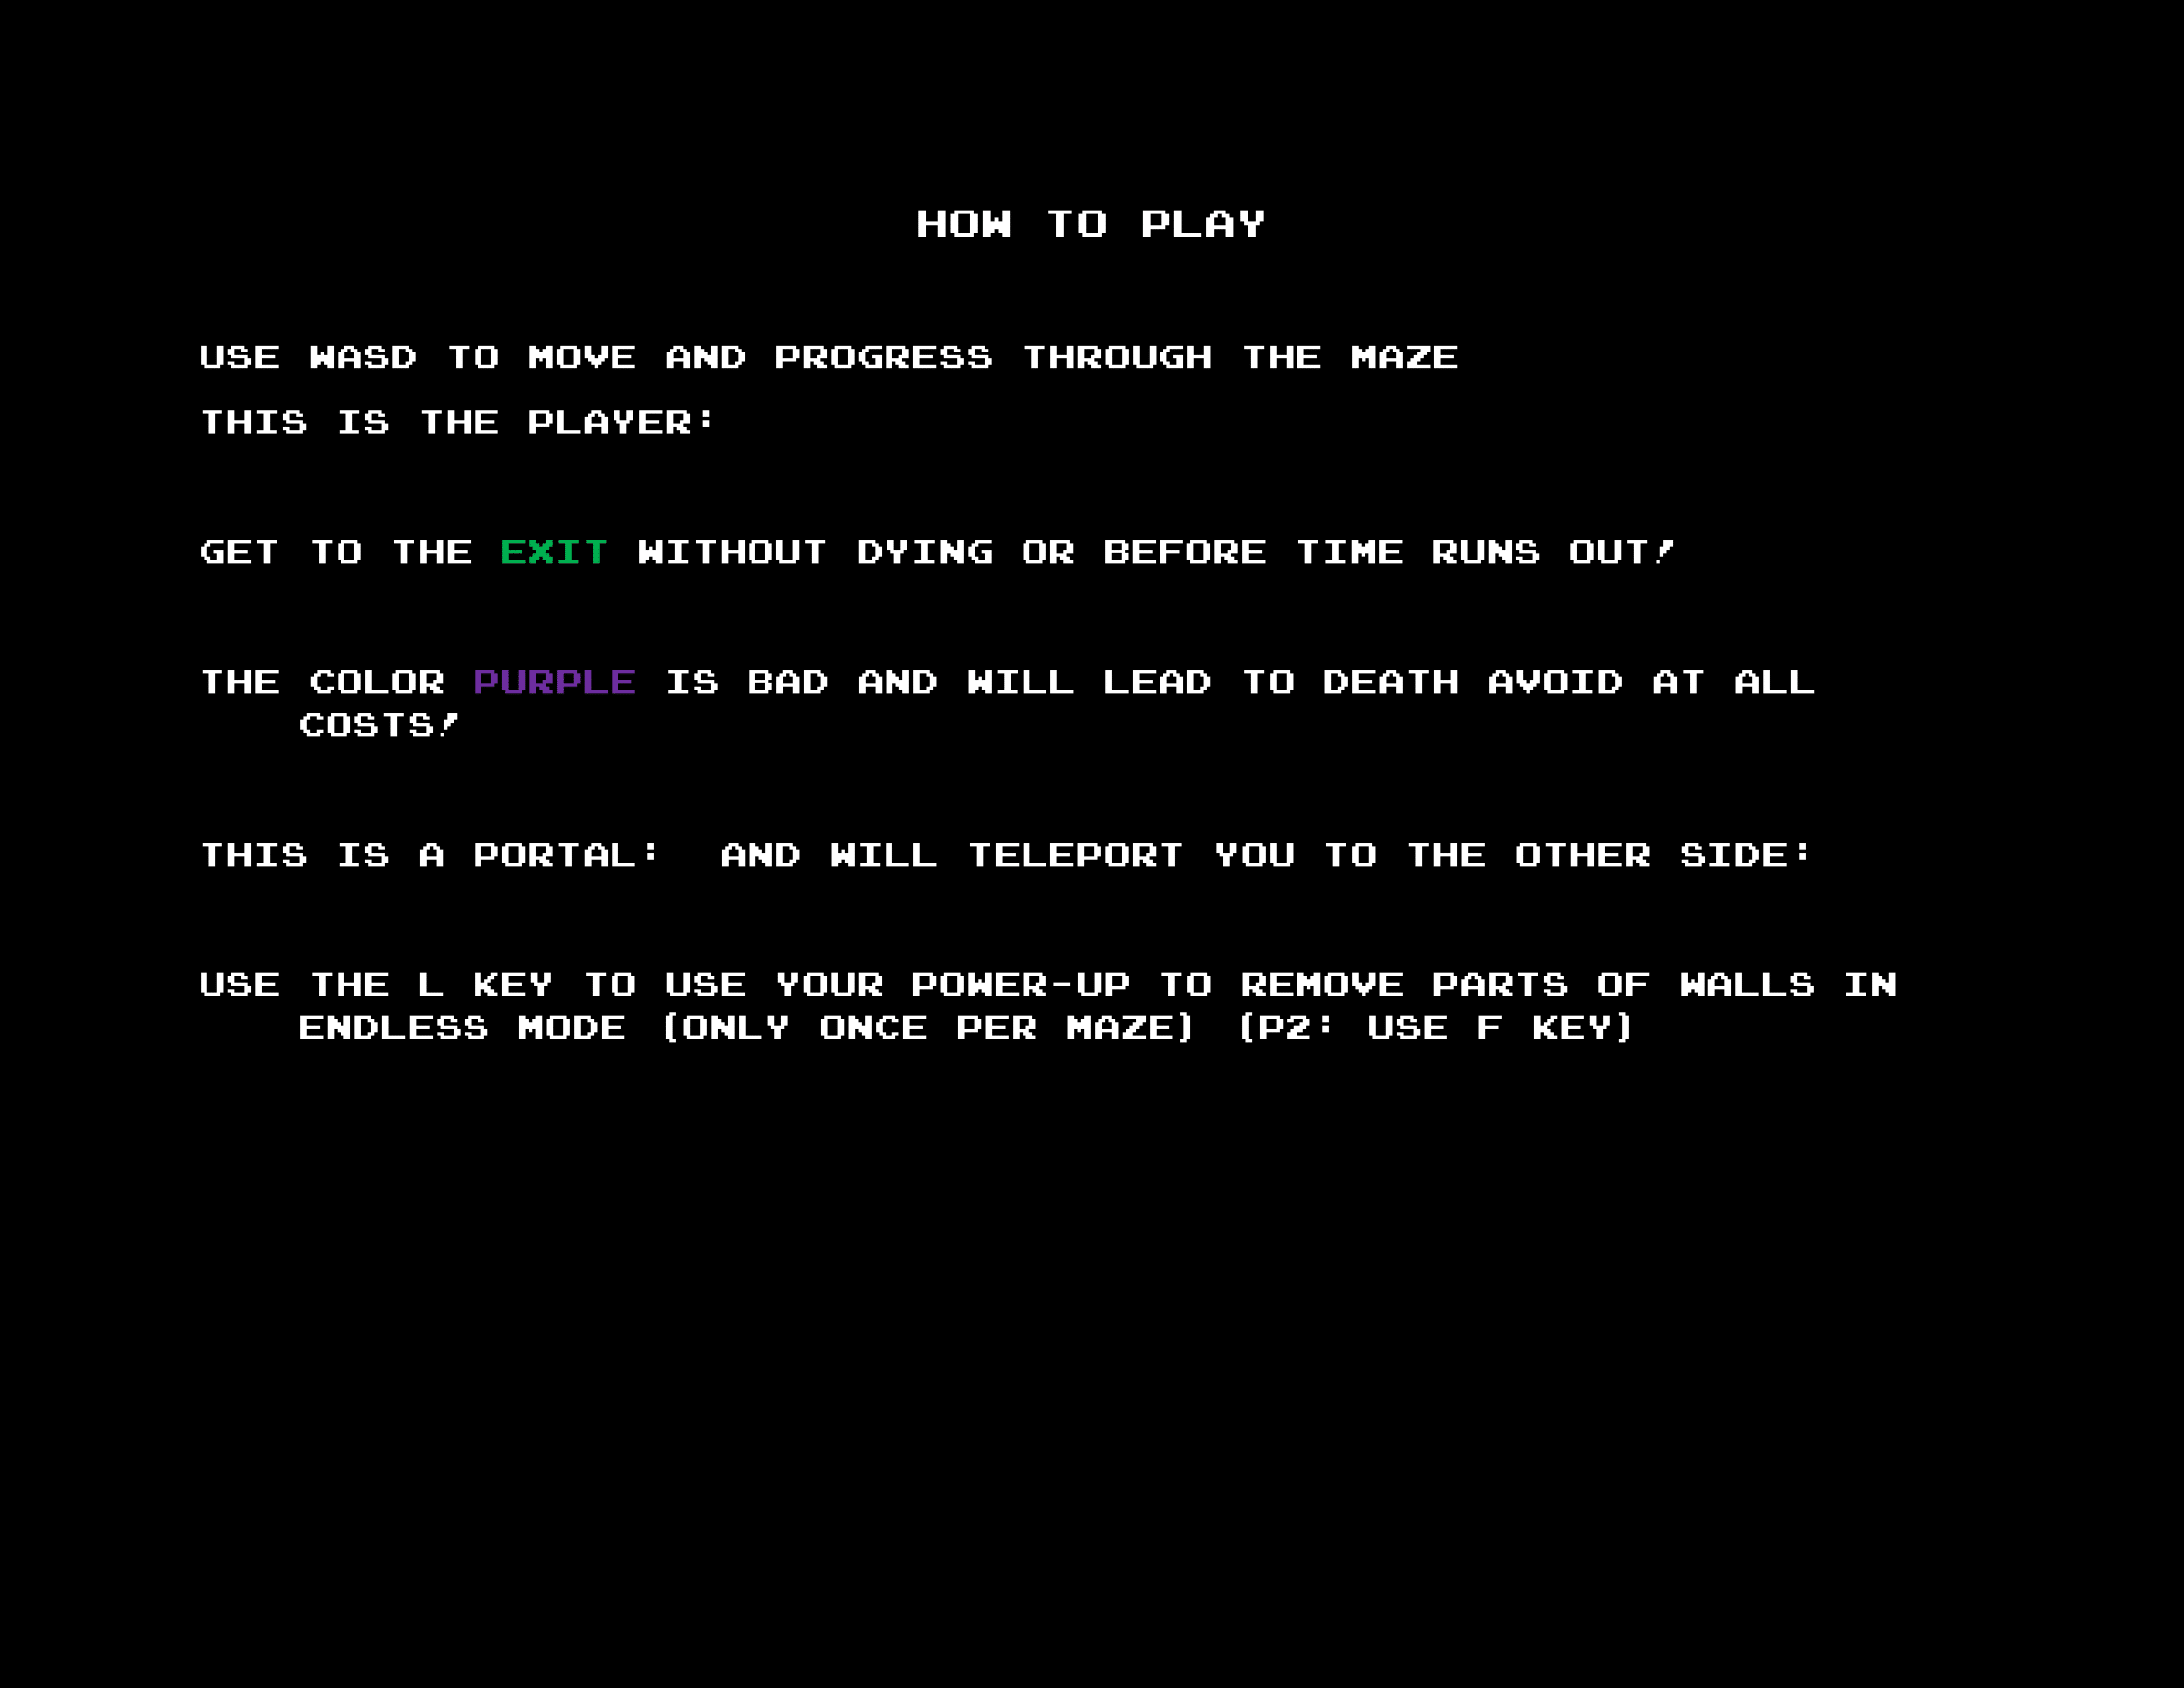 HOW TO PLAY
USE WASD TO MOVE AND PROGRESS THROUGH THE MAZE
THIS IS THE PLAYER:
GET TO THE EXIT WITHOUT DYING OR BEFORE TIME RUNS OUT!
THE COLOR PURPLE IS BAD AND WILL LEAD TO DEATH AVOID AT ALL
COSTS!
THIS IS A PORTAL:  AND WILL TELEPORT YOU TO THE OTHER SIDE:
USE THE L KEY TO USE YOUR POWER-UP TO REMOVE PARTS OF WALLS IN
ENDLESS MODE (ONLY ONCE PER MAZE) (P2: USE F KEY)